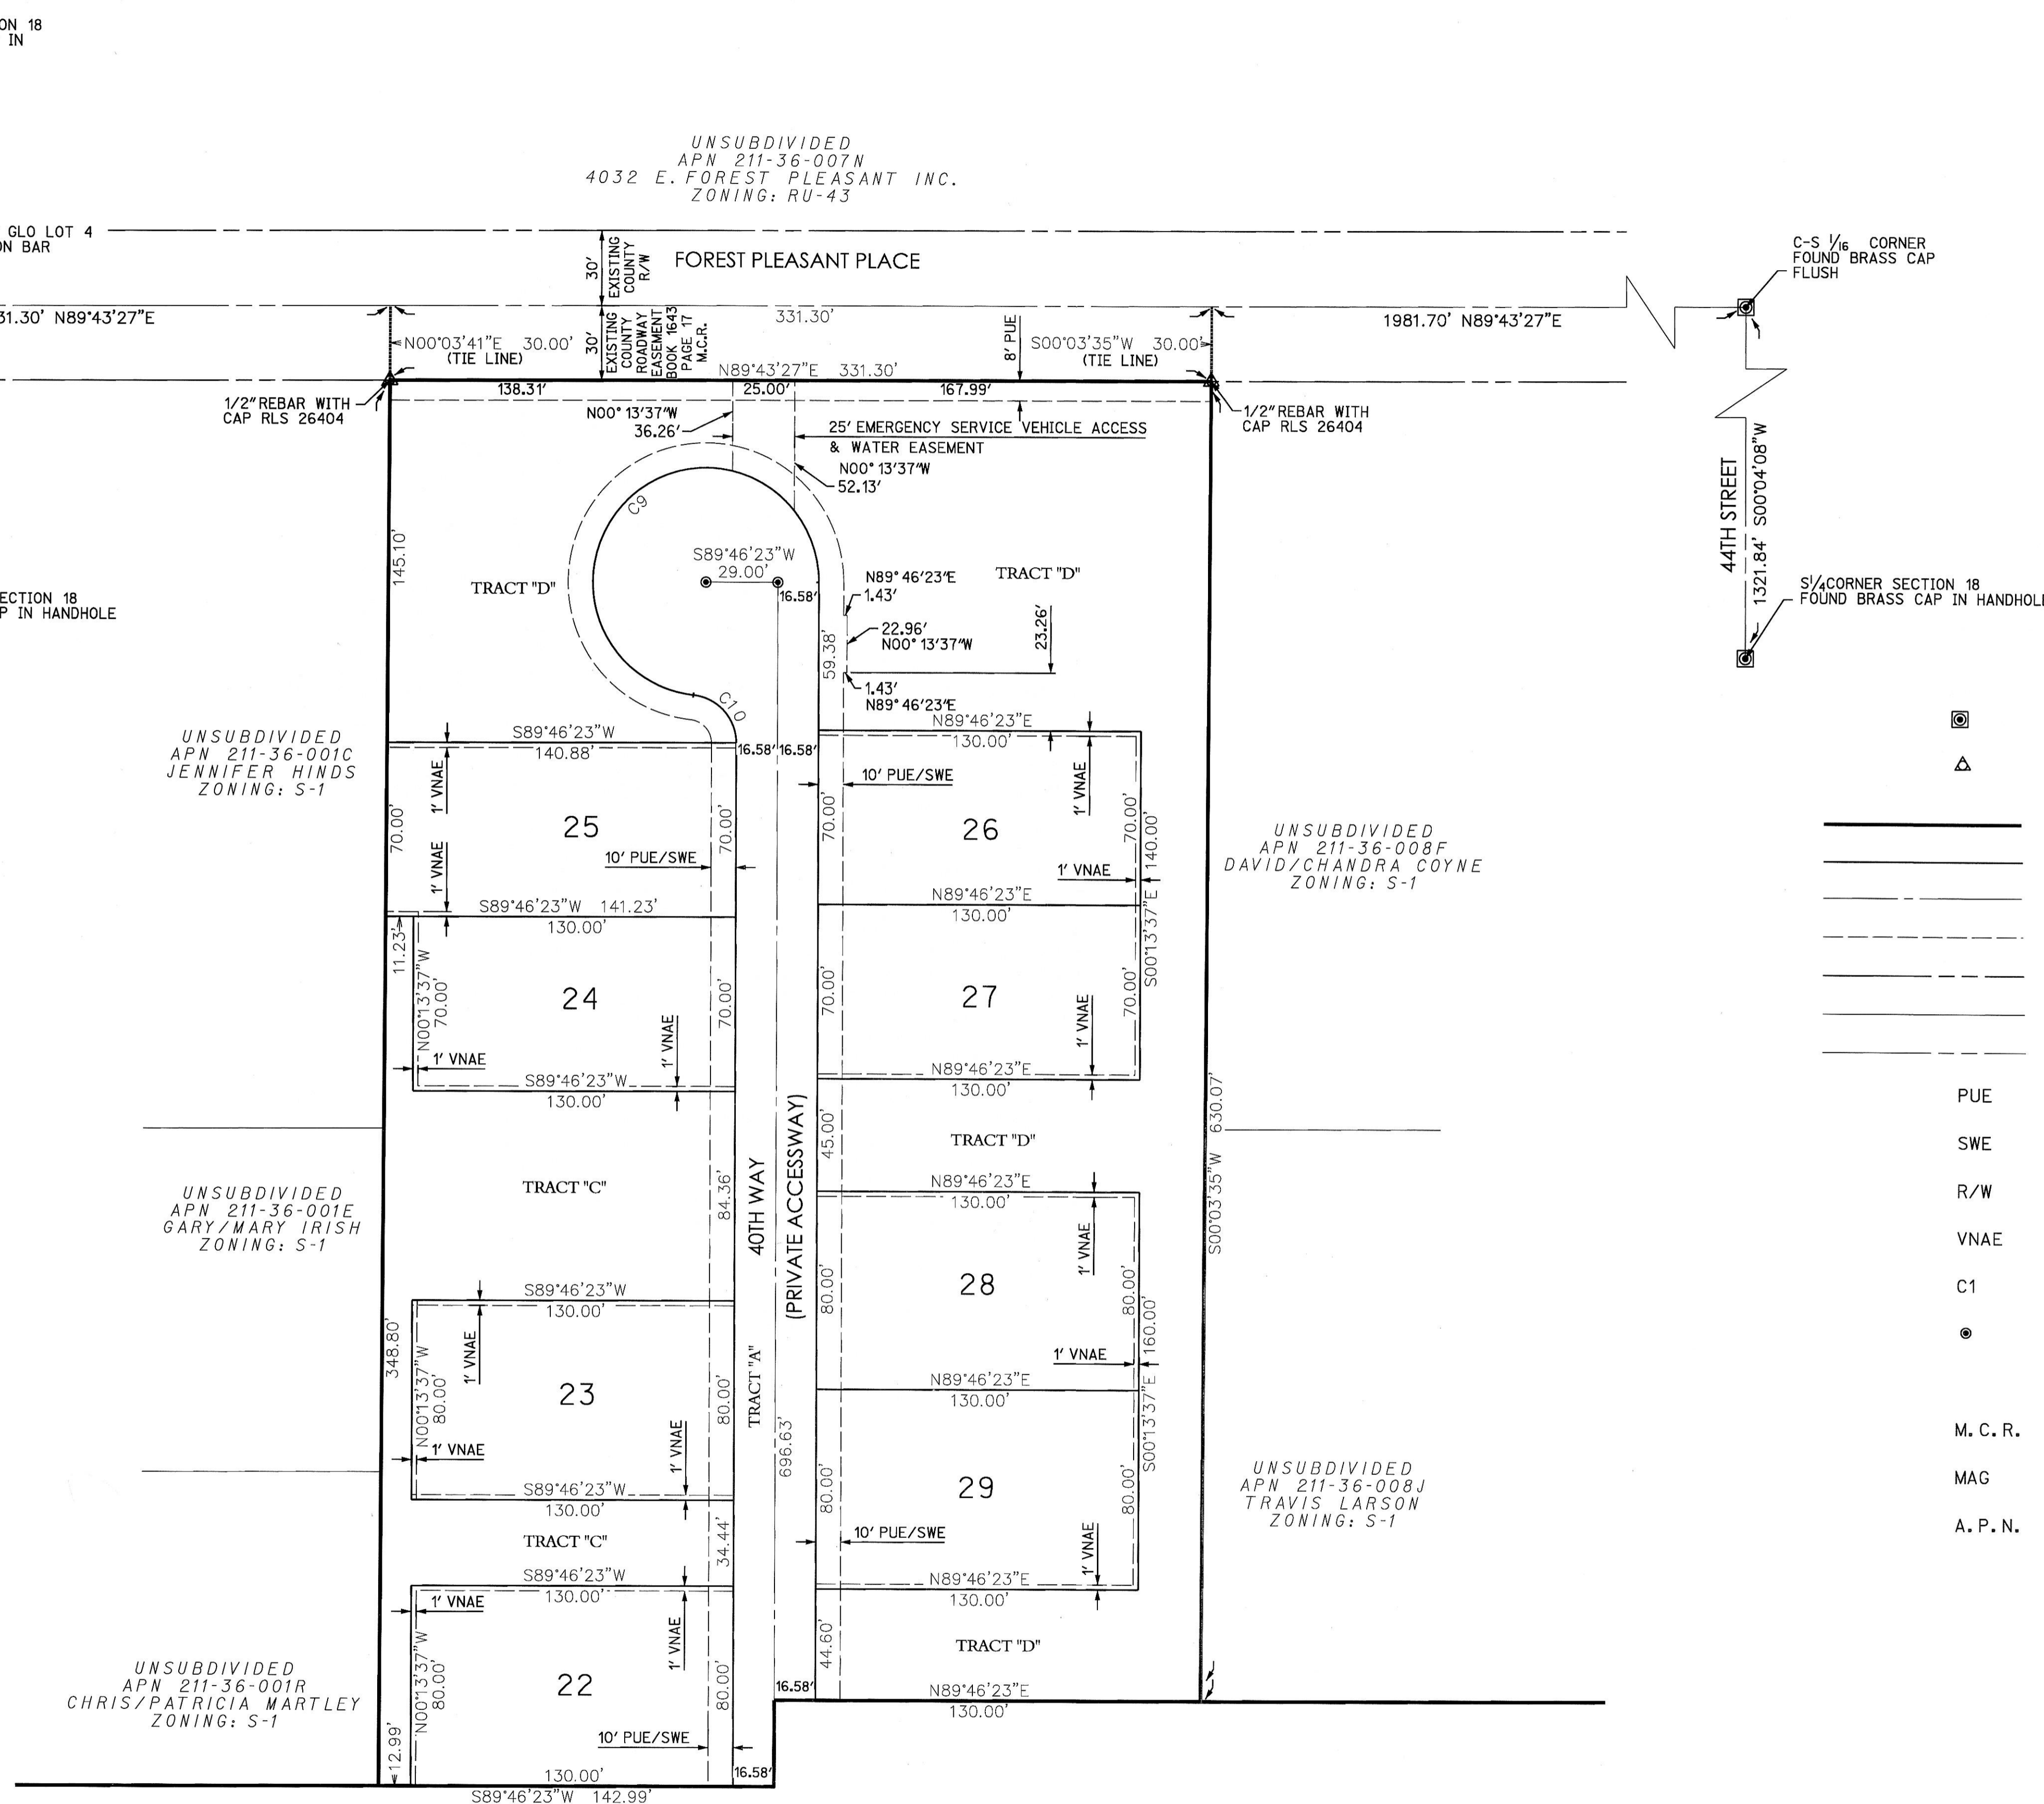 ON 18
IN
UNSUBDIVIDED
APN 211-36-007N
4032 E. FOREST PLEASANT INC.
ZONING: RU-43
GLO LOT 4
ON BAR
30'
EXISTING
COUNTY
R/W
FOREST PLEASANT PLACE
C-S 1/16 CORNER
FOUND BRASS CAP
FLUSH
31.30' N89°43'27"E
331.30'
1981.70' N89°43'27"E
N00°03'41"E 30.00'
(TIE LINE)
30'
EXISTING
COUNTY
ROADWAY
EASEMENT
BOOK 1643
PAGE 17
M.C.R.
8' PUE
S00°03'35"W 30.00'
(TIE LINE)
N89°43'27"E 331.30'
138.31'
25.00'
167.99'
1/2" REBAR WITH
CAP RLS 26404
1/2" REBAR WITH
CAP RLS 26404
N00°13'37"W
36.26'
25' EMERGENCY SERVICE VEHICLE ACCESS
& WATER EASEMENT
N00°13'37"W
52.13'
44TH STREET
1321.84' S00°04'08"W
C9
145.10'
S89°46'23"W
29.00'
16.58'
TRACT "D"
N89°46'23"E
1.43'
TRACT "D"
22.96'
N00°13'37"W
23.26'
59.38'
1.43'
N89°46'23"E
ECTION 18
P IN HANDHOLE
S1/4 CORNER SECTION 18
FOUND BRASS CAP IN HANDHOLE
C10
UNSUBDIVIDED
APN 211-36-001C
JENNIFER HINDS
ZONING: S-1
S89°46'23"W
140.88'
16.58'
16.58'
N89°46'23"E
130.00'
1' VNAE
10' PUE/SWE
1' VNAE
70.00'
25
70.00'
70.00'
26
70.00'
140.00'
1' VNAE
10' PUE/SWE
1' VNAE
UNSUBDIVIDED
APN 211-36-008F
DAVID/CHANDRA COYNE
ZONING: S-1
S89°46'23"W 141.23'
130.00'
N89°46'23"E
130.00'
11.23'
N00°13'37"W
70.00'
24
70.00'
70.00'
27
70.00'
S00°13'37"E
1' VNAE
1' VNAE
1' VNAE
S89°46'23"W
130.00'
N89°46'23"E
130.00'
S00°03'35"W 630.07'
45.00'
TRACT "D"
TRACT "C"
84.36'
40TH WAY
(PRIVATE ACCESSWAY)
UNSUBDIVIDED
APN 211-36-001E
GARY/MARY IRISH
ZONING: S-1
N89°46'23"E
130.00'
1' VNAE
80.00'
28
80.00'
160.00'
1' VNAE
S89°46'23"W
130.00'
348.80'
1' VNAE
N00°13'37"W
80.00'
23
80.00'
TRACT "A"
696.63'
N89°46'23"E
130.00'
S00°13'37"E
1' VNAE
1' VNAE
S89°46'23"W
130.00'
80.00'
29
80.00'
UNSUBDIVIDED
APN 211-36-008J
TRAVIS LARSON
ZONING: S-1
TRACT "C"
34.44'
10' PUE/SWE
1' VNAE
S89°46'23"W
130.00'
N89°46'23"E
130.00'
1' VNAE
1' VNAE
44.60'
TRACT "D"
UNSUBDIVIDED
APN 211-36-001R
CHRIS/PATRICIA MARTLEY
ZONING: S-1
N00°13'37"W
80.00'
22
80.00'
16.58'
N89°46'23"E
130.00'
12.99'
10' PUE/SWE
130.00'
16.58'
S89°46'23"W 142.99'
PUE
SWE
R/W
VNAE
C1
M.C.R.
MAG
A.P.N.